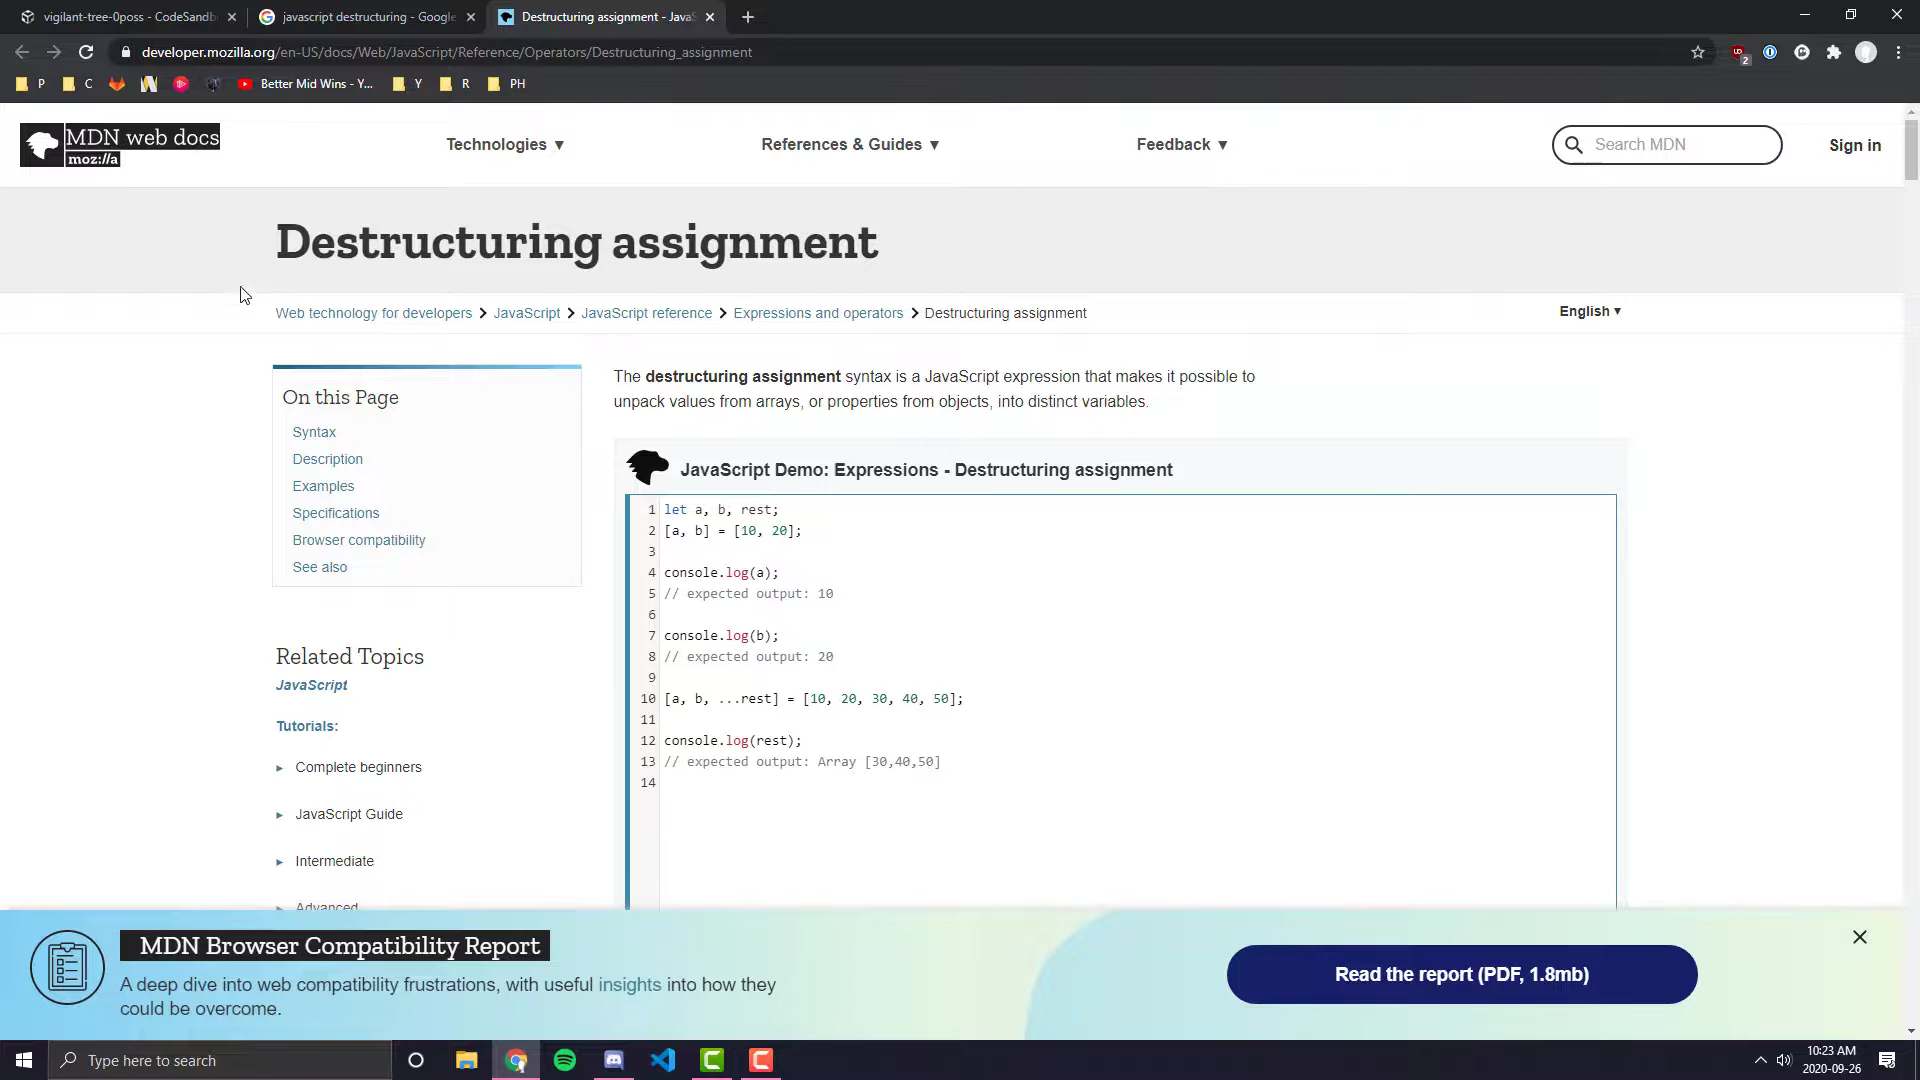 vigilant-tree-0poss - CodeSandb
javascript destructuring - Google
Destructuring assignment - JavaS
developer.mozilla.org/en-US/docs/Web/JavaScript/Reference/Operators/Destructuring_assignment
2
P
C
Better Mid Wins - Y...
Y
R
PH
MDN web docs
moz://a
Technologies ▼
References & Guides ▼
Feedback ▼
Search MDN
Sign in
Destructuring assignment
Web technology for developers > JavaScript > JavaScript reference > Expressions and operators > Destructuring assignment
English ▼
On this Page
Syntax
Description
Examples
Specifications
Browser compatibility
See also
Related Topics
JavaScript
Tutorials:
► Complete beginners
► JavaScript Guide
► Intermediate
► Advanced
The destructuring assignment syntax is a JavaScript expression that makes it possible to
unpack values from arrays, or properties from objects, into distinct variables.
JavaScript Demo: Expressions - Destructuring assignment
1 let a, b, rest;
2 [a, b] = [10, 20];
3
4 console.log(a);
5 // expected output: 10
6
7 console.log(b);
8 // expected output: 20
9
10 [a, b, ...rest] = [10, 20, 30, 40, 50];
11
12 console.log(rest);
13 // expected output: Array [30,40,50]
14
MDN Browser Compatibility Report
A deep dive into web compatibility frustrations, with useful insights into how they
could be overcome.
Read the report (PDF, 1.8mb)
Type here to search
10:23 AM
2020-09-26